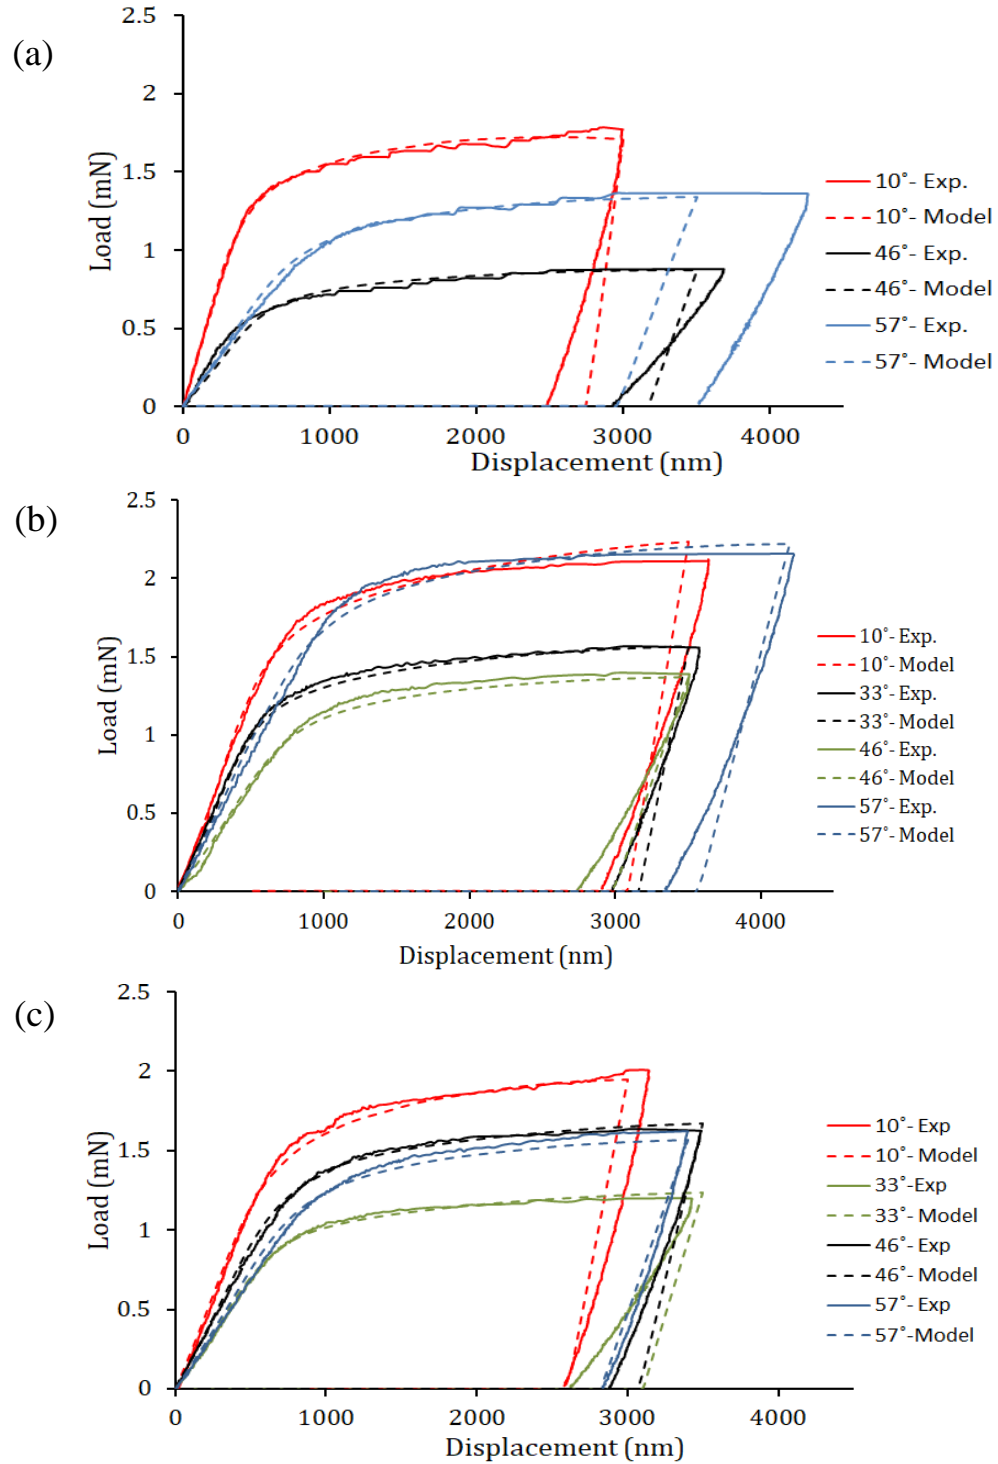 (a)
2.5
2
1.5
1
0.5
0
Load (mN)
0 1000 2000 3000 4000
Displacement (nm)
10°- Exp.
10°- Model
46°- Exp.
46°- Model
57°- Exp.
57°- Model
(b)
2.5
2
1.5
1
0.5
0
Load (mN)
0 1000 2000 3000 4000
Displacement (nm)
10°- Exp.
10°- Model
33°- Exp.
33°- Model
46°- Exp.
46°- Model
57°- Exp.
57°- Model
(c)
2.5
2
1.5
1
0.5
0
Load (mN)
0 1000 2000 3000 4000
Displacement (nm)
10°- Exp
10°- Model
33°-Exp
33°- Model
46°- Exp
46°- Model
57°- Exp
57°-Model